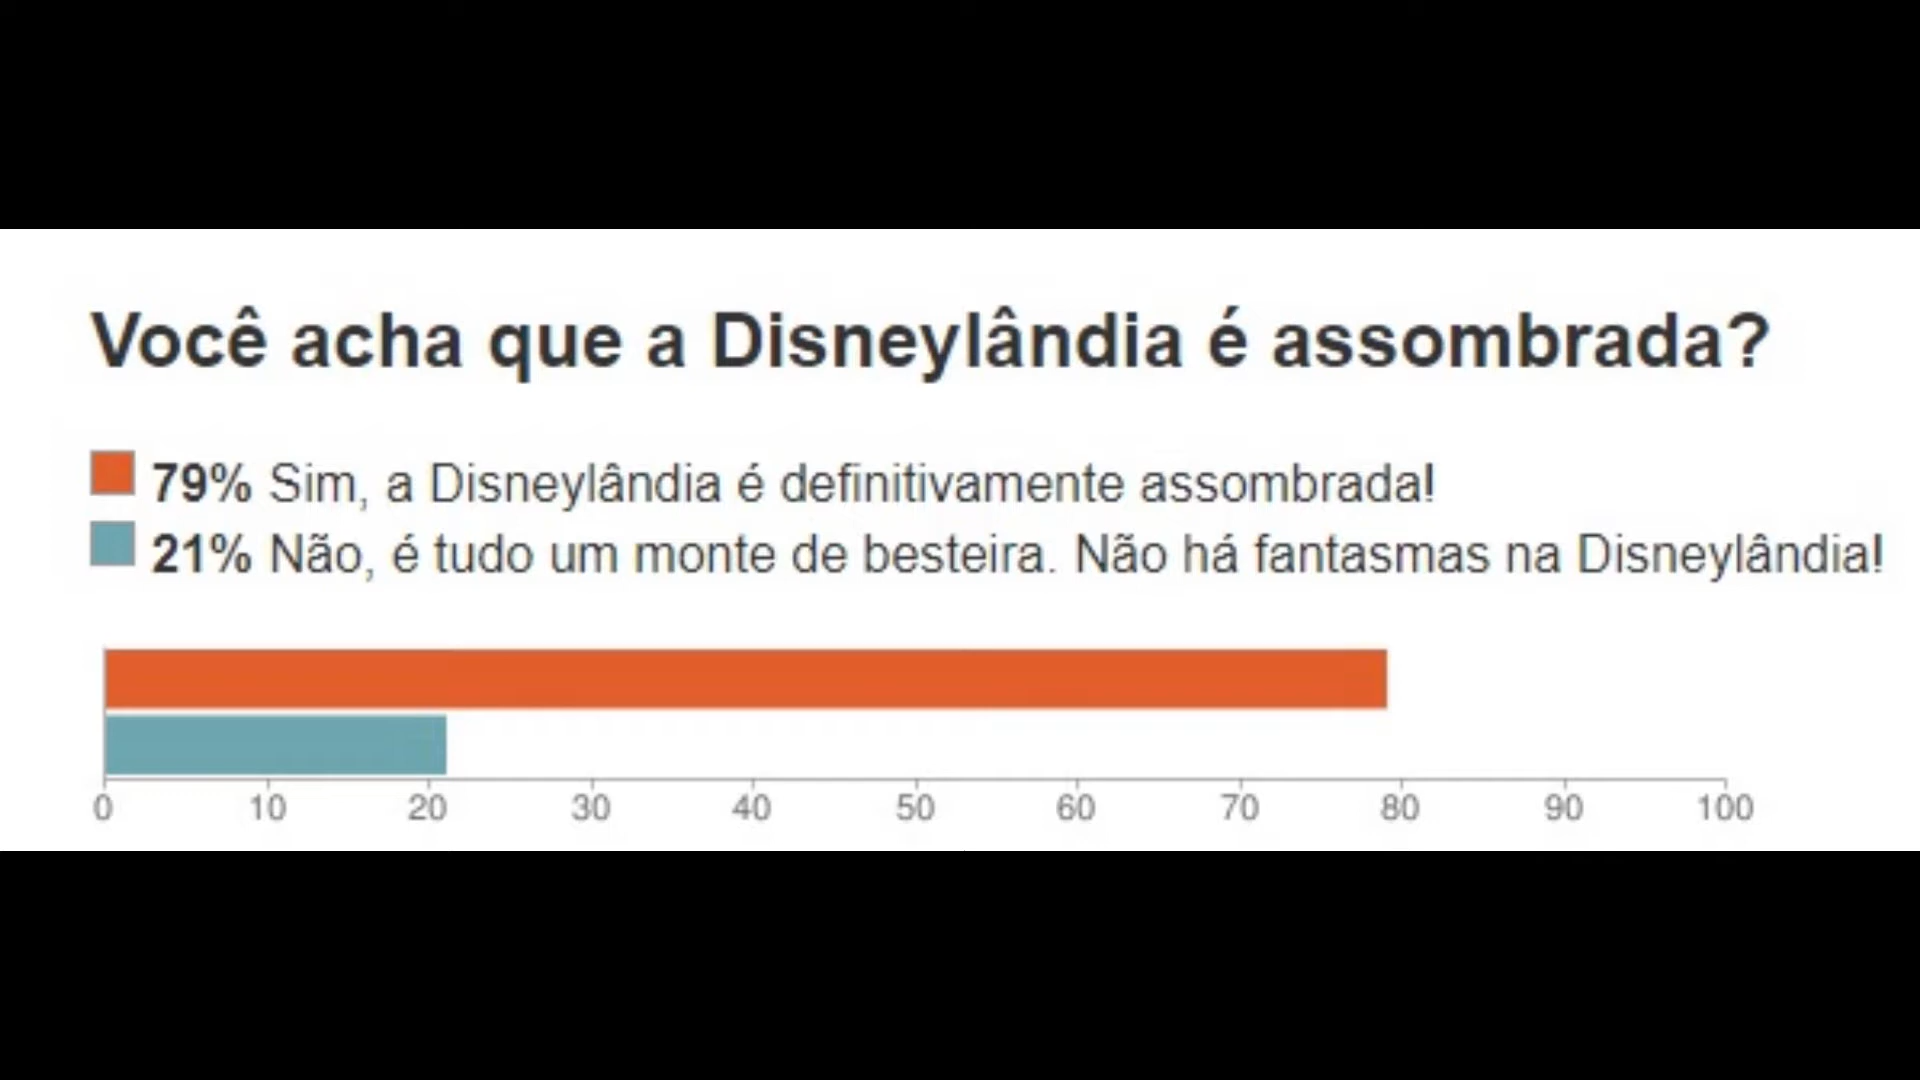 Você acha que a Disneylândia é assombrada?
79% Sim, a Disneylândia é definitivamente assombrada!
21% Não, é tudo um monte de besteira. Não há fantasmas na Disneylândia!
0 10 20 30 40 50 60 70 80 90 100